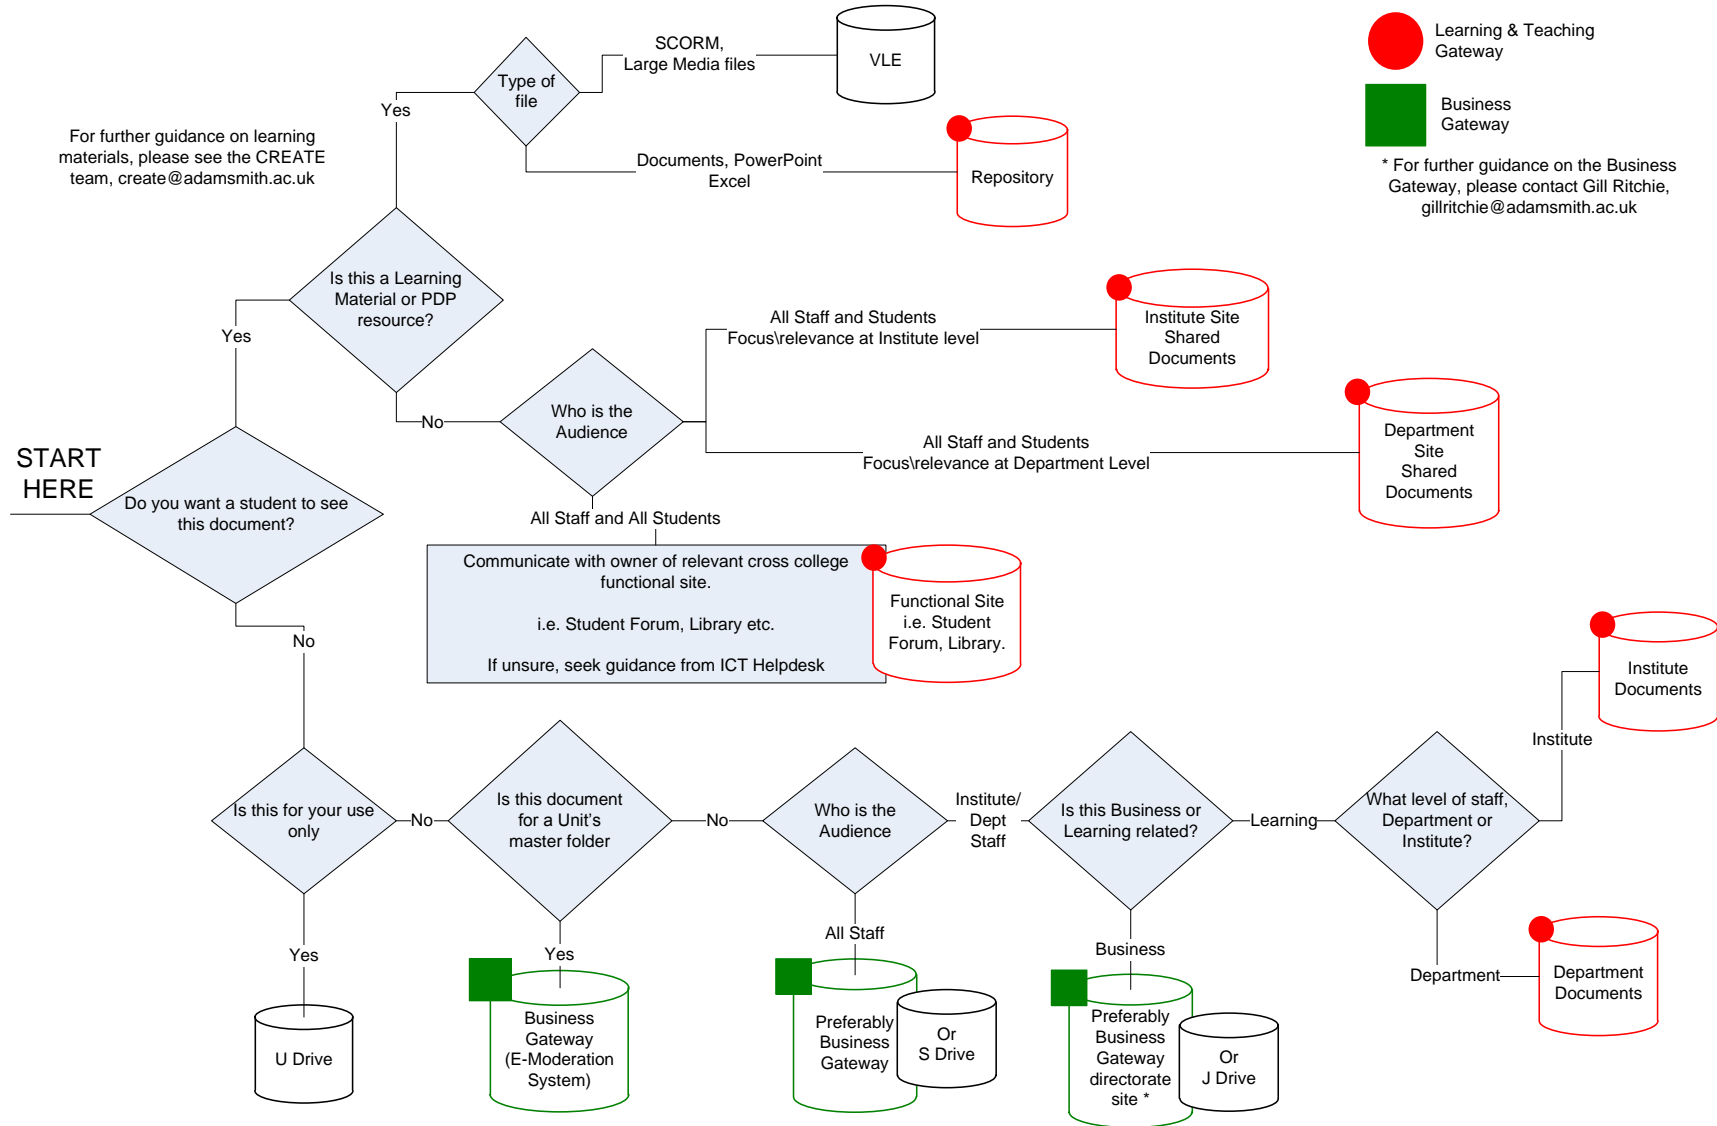 SCORM,
Large Media files
VLE
Learning & Teaching
Gateway
Type of
file
Yes
Business
Gateway
For further guidance on learning
materials, please see the CREATE
team, create@adamsmith.ac.uk
Documents, PowerPoint
Excel
Repository
* For further guidance on the Business
Gateway, please contact Gill Ritchie,
gillritchie@adamsmith.ac.uk
Is this a Learning
Material or PDP
resource?
Yes
All Staff and Students
Focus\relevance at Institute level
Institute Site
Shared
Documents
No
Who is the
Audience
All Staff and Students
Focus\relevance at Department Level
Department
Site
Shared
Documents
START
HERE
Do you want a student to see
this document?
All Staff and All Students
Communicate with owner of relevant cross college
functional site.
i.e. Student Forum, Library etc.
If unsure, seek guidance from ICT Helpdesk
Functional Site
i.e. Student
Forum, Library.
No
Institute
Documents
Institute
Is this for your use
only
No
Is this document
for a Unit's
master folder
No
Who is the
Audience
Institute/
Dept
Staff
Is this Business or
Learning related?
Learning
What level of staff,
Department or
Institute?
Yes
Yes
All Staff
Business
Department
Department
Documents
U Drive
Business
Gateway
(E-Moderation
System)
Preferably
Business
Gateway
Or
S Drive
Preferably
Business
Gateway
directorate
site *
Or
J Drive